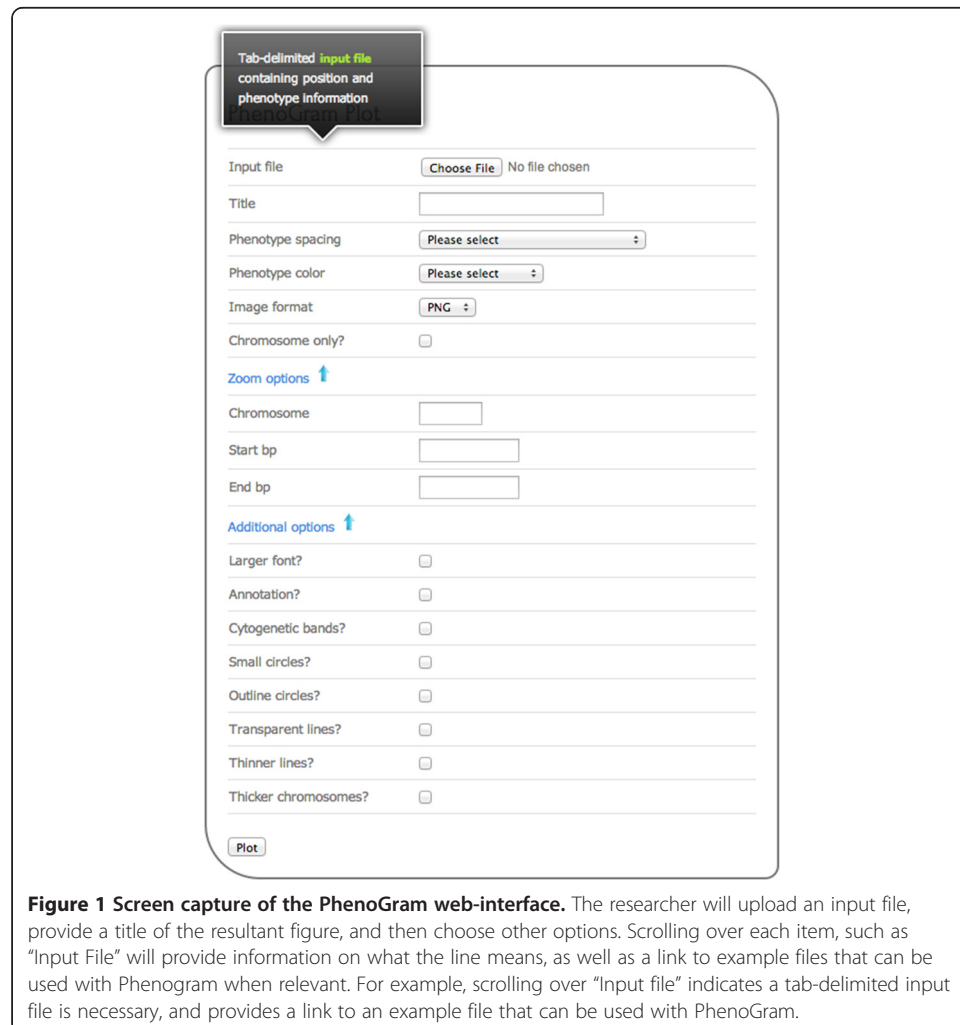 Tab-delimited input file
containing position and
phenotype information
PhenoGram Plot
Input file Choose File No file chosen
Title
Phenotype spacing Please select
Phenotype color Please select
Image format PNG
Chromosome only?
Zoom options
Chromosome
Start bp
End bp
Additional options
Larger font?
Annotation?
Cytogenetic bands?
Small circles?
Outline circles?
Transparent lines?
Thinner lines?
Thicker chromosomes?
Plot
Figure 1 Screen capture of the PhenoGram web-interface. The researcher will upload an input file,
provide a title of the resultant figure, and then choose other options. Scrolling over each item, such as
“Input File” will provide information on what the line means, as well as a link to example files that can be
used with Phenogram when relevant. For example, scrolling over “Input file” indicates a tab-delimited input
file is necessary, and provides a link to an example file that can be used with PhenoGram.